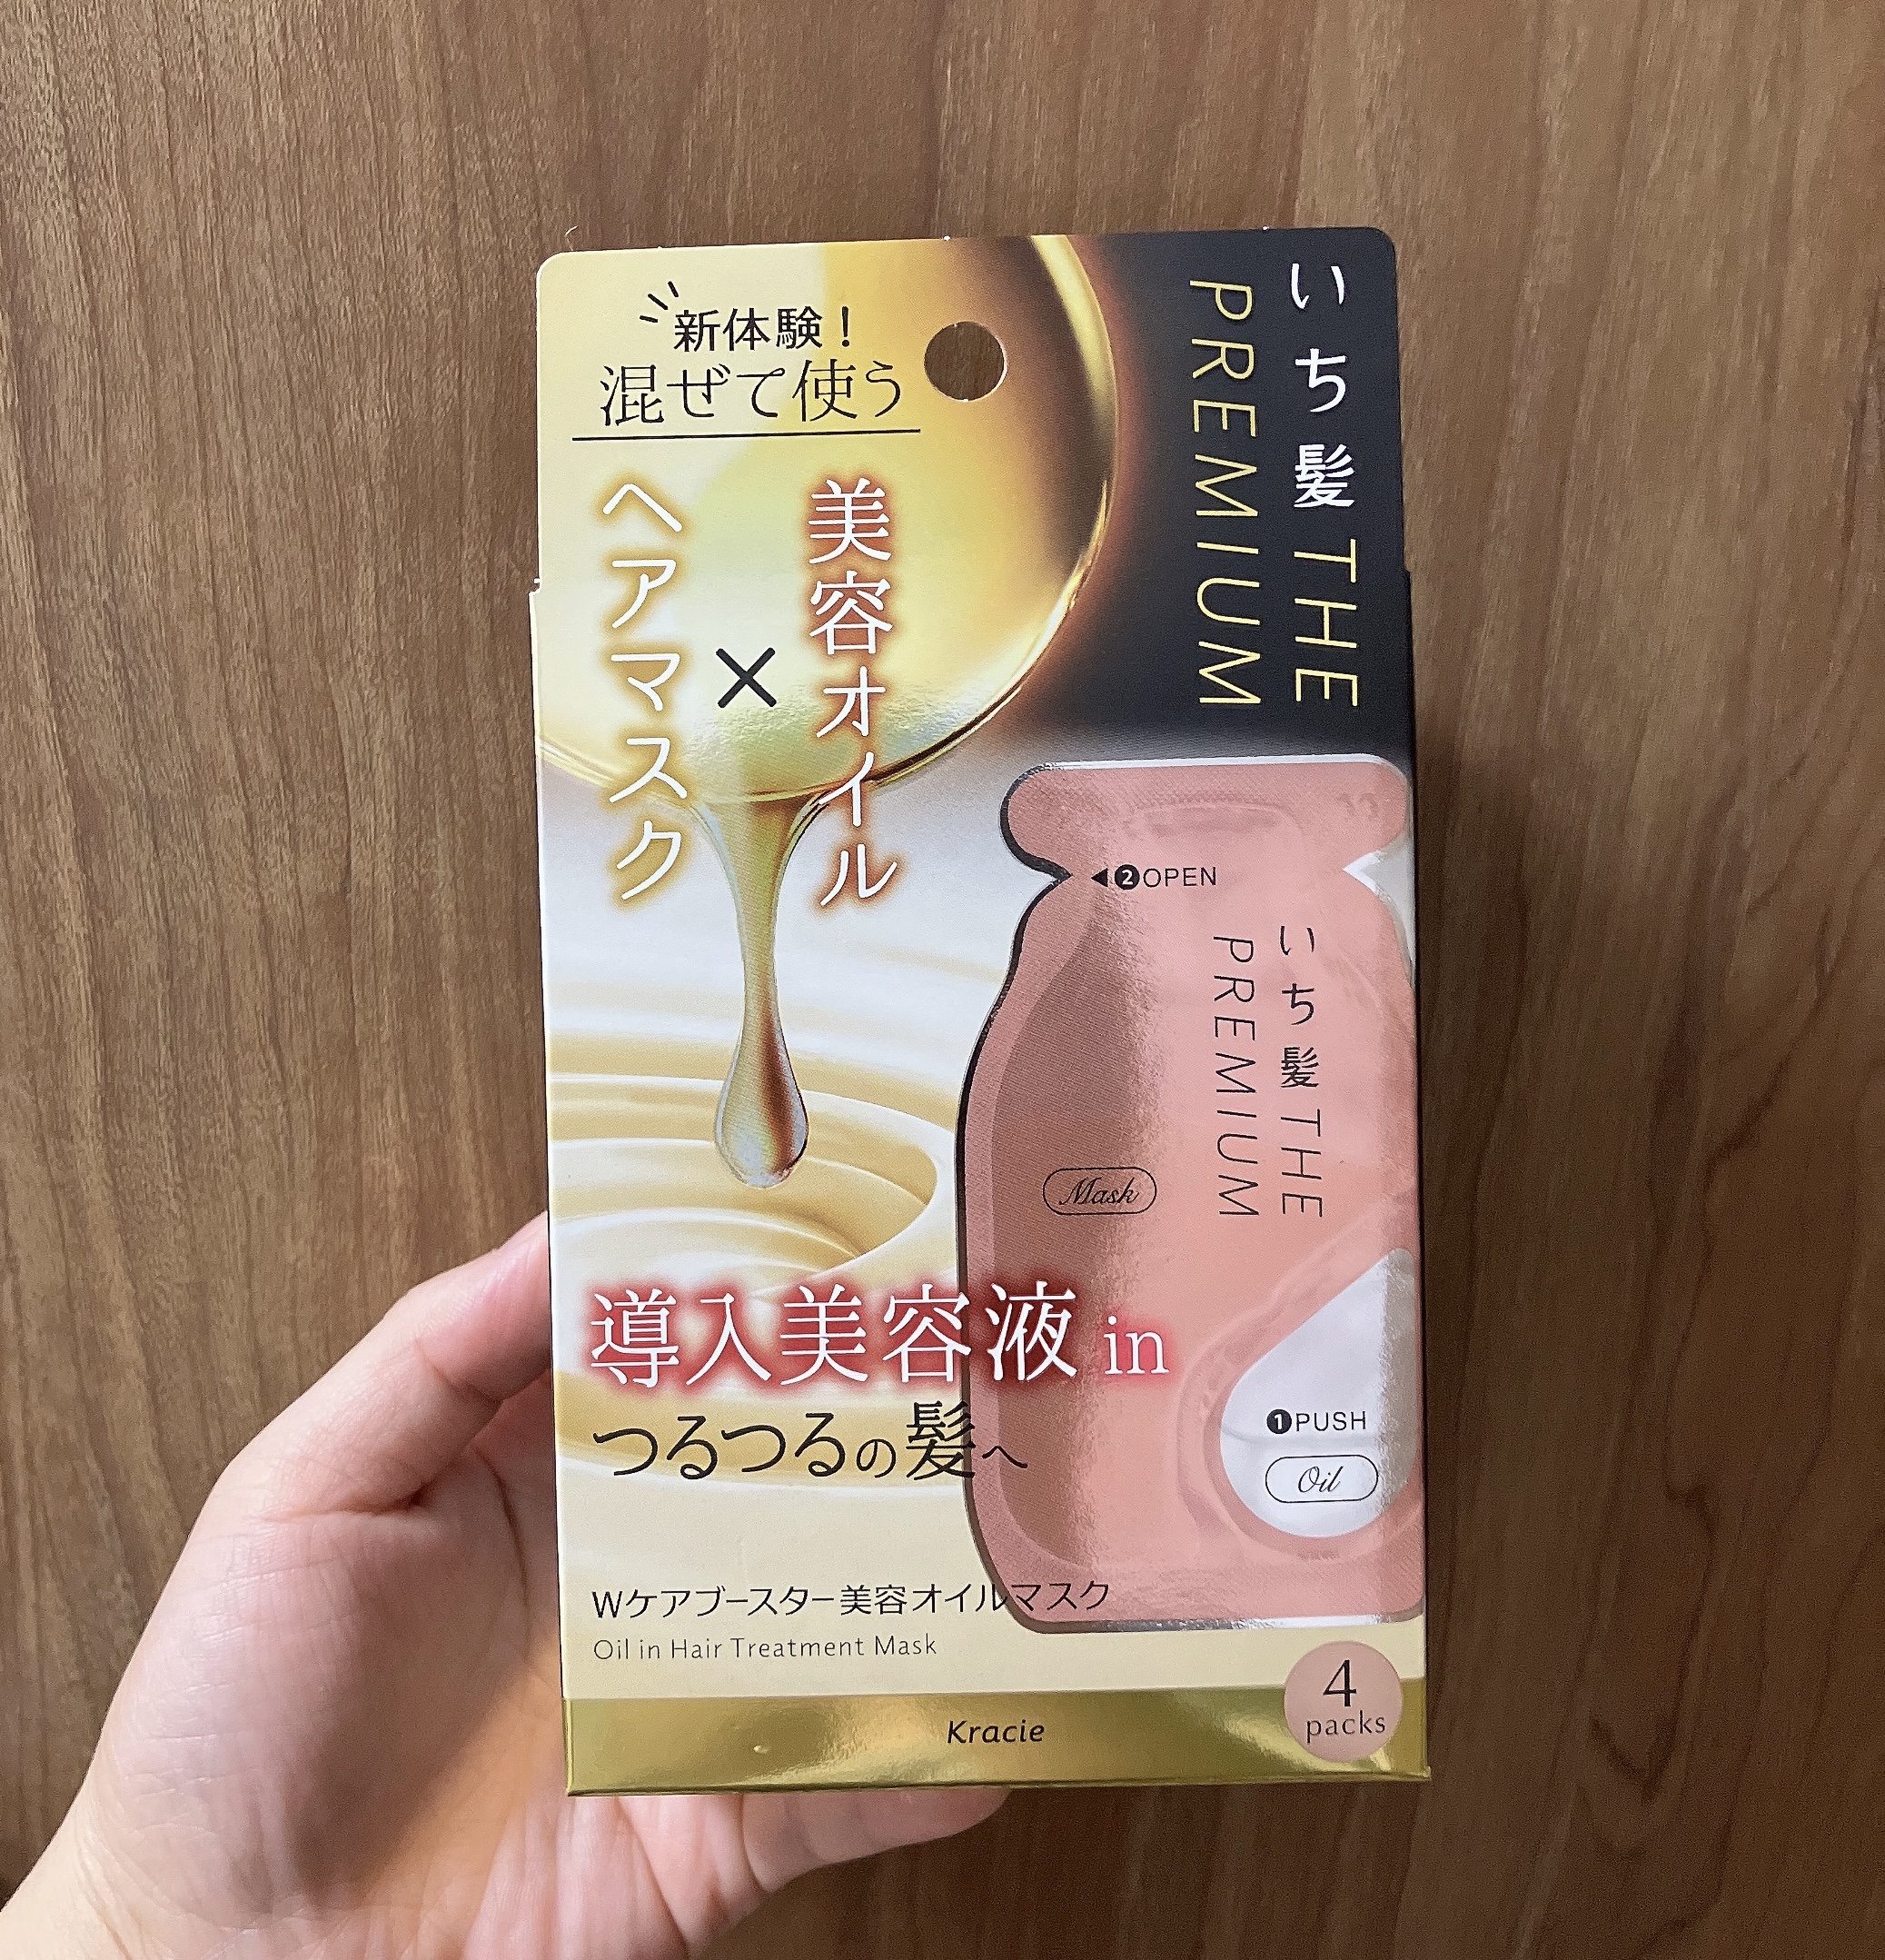 新体験!
混ぜて使う
美容オイル
×
ヘアマスク
いち髪 THE
PREMIUM
◀❷OPEN
いち髪 THE
PREMIUM
Mask
導入美容液 in
つるつるの髪へ
❶PUSH
Oil
Wケアブースター美容オイルマスク
Oil in Hair Treatment Mask
4
packs
Kracie